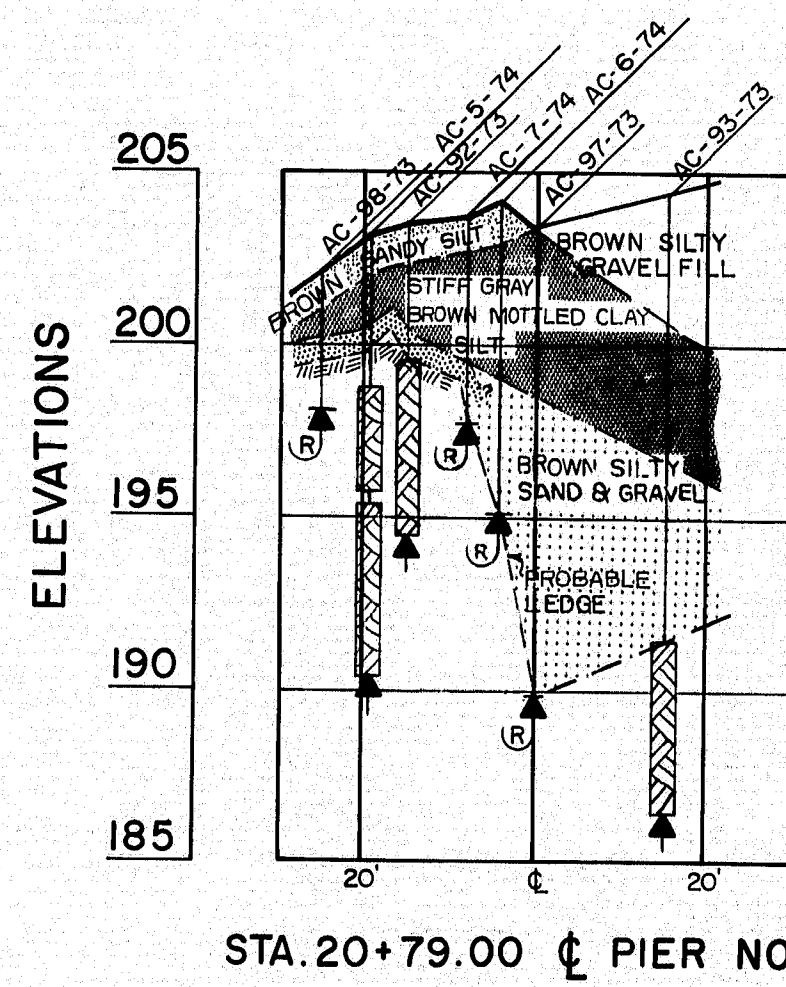 AC-98-73
AC-5-74
AC-92-73
AC-7-74
AC-6-74
AC-97-73
AC-93-73
205
200
195
190
185
ELEVATIONS
BROWN SANDY SILT
BROWN SILTY
GRAVEL FILL
STIFF GRAY
BROWN MOTTLED CLAY
SILT.
?
R
R
BROWN SILTY
SAND & GRAVEL
R
?
PROBABLE
LEDGE
R
20'
℄
20'
STA. 20+79.00 ℄ PIER NO